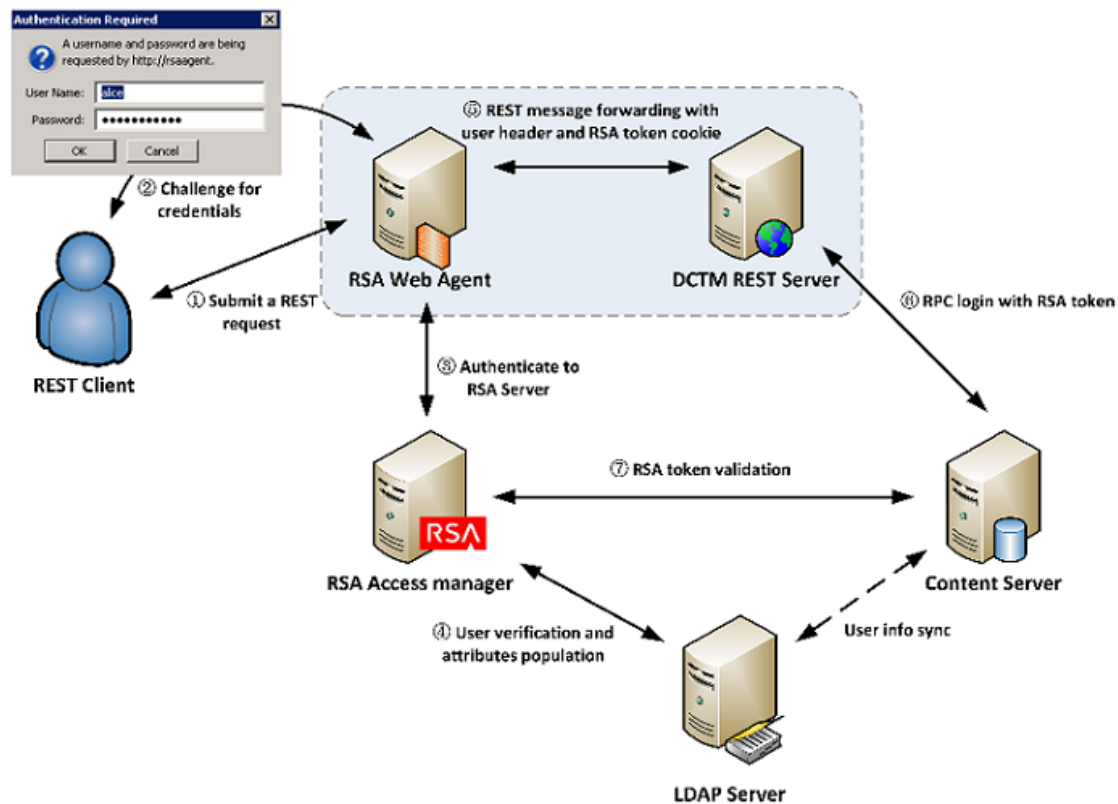 Authentication Required
A username and password are being
requested by http://rsaagent.
User Name: alce
Password: ●●●●●●●●●●●
OK Cancel
② Challenge for
credentials
① Submit a REST
request
REST Client
⑤ REST message forwarding with
user header and RSA token cookie
RSA Web Agent
DCTM REST Server
⑥ RPC login with RSA token
③ Authenticate to
RSA Server
⑦ RSA token validation
RSA
RSA Access manager
Content Server
④ User verification and
attributes population
User info sync
LDAP Server